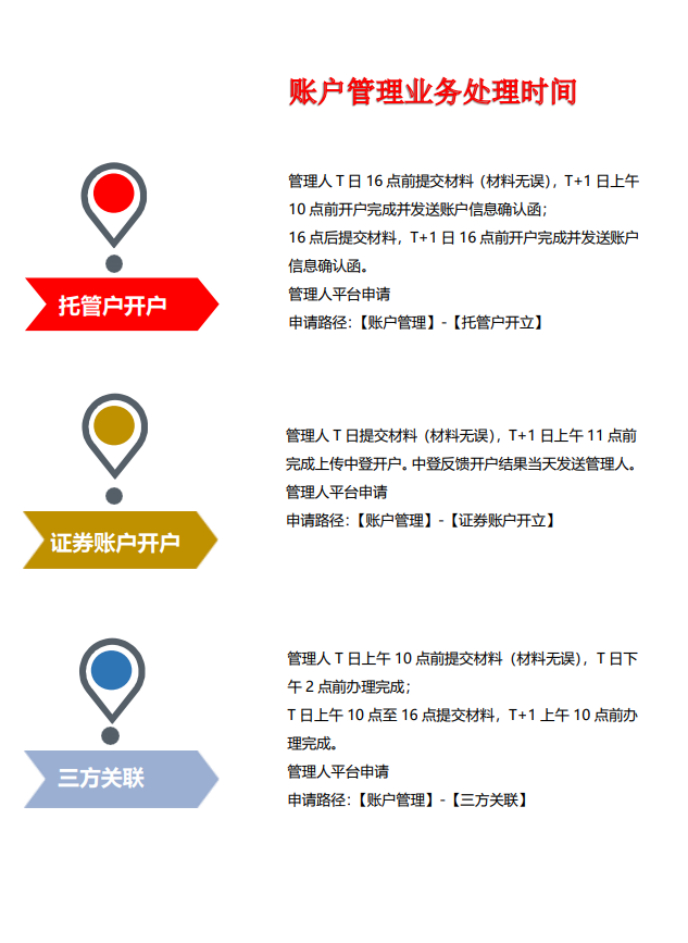 账户管理业务处理时间
管理人 T 日 16 点前提交材料（材料无误），T+1 日上午
10 点前开户完成并发送账户信息确认函；
16 点后提交材料，T+1 日 16 点前开户完成并发送账户
信息确认函。
管理人平台申请
申请路径：【账户管理】-【托管户开立】
托管户开户
管理人 T 日提交材料（材料无误），T+1 日上午 11 点前
完成上传中登开户。中登反馈开户结果当天发送管理人。
管理人平台申请
申请路径：【账户管理】-【证券账户开立】
证券账户开户
管理人 T 日上午 10 点前提交材料（材料无误），T 日下
午 2 点前办理完成；
T 日上午 10 点至 16 点提交材料，T+1 上午 10 点前办
理完成。
管理人平台申请
申请路径：【账户管理】-【三方关联】
三方关联